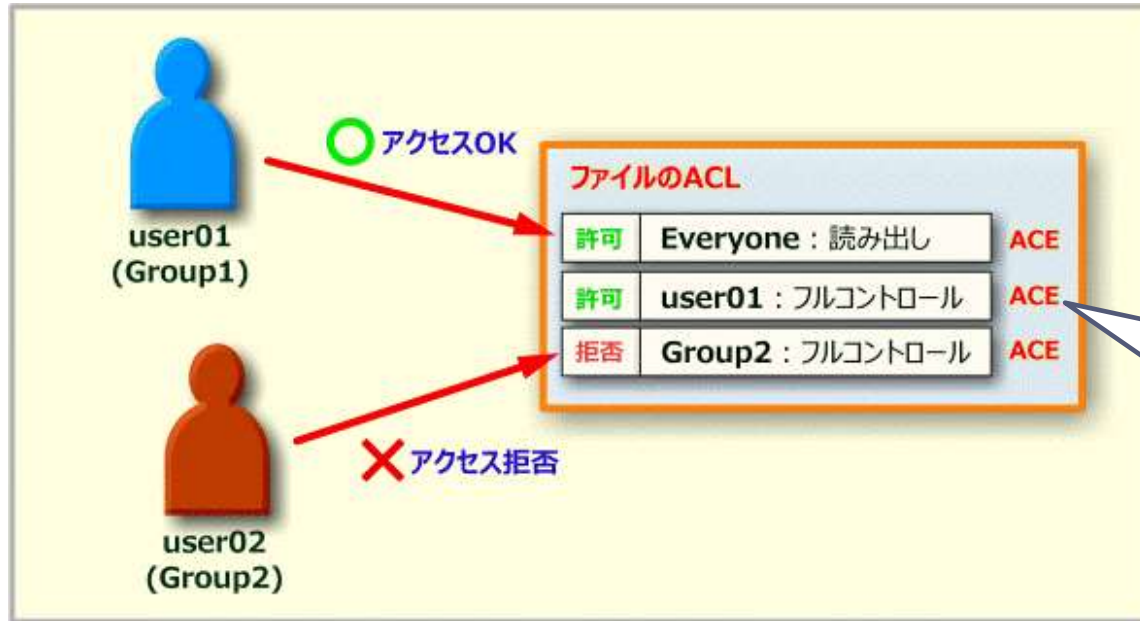 アクセスOK
ファイルのACL
許可 Everyone：読み出し ACE
許可 user01：フルコントロール ACE
拒否 Group2：フルコントロール ACE
user01
(Group1)
アクセス拒否
user02
(Group2)